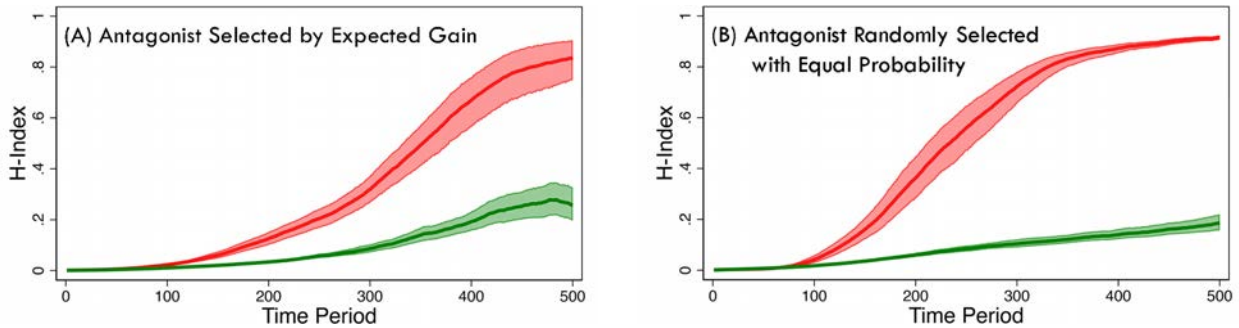 (A) Antagonist Selected by Expected Gain
H-Index
1
.8
.6
.4
.2
0
0 100 200 300 400 500
Time Period
(B) Antagonist Randomly Selected
with Equal Probability
H-Index
1
.8
.6
.4
.2
0
0 100 200 300 400 500
Time Period